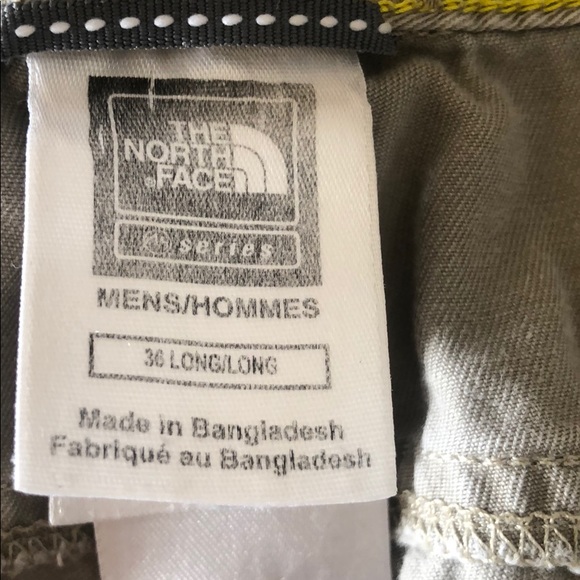 THE
NORTH
FACE
series
MENS/HOMMES
36 LONG/LONG
Made in Bangladesh
Fabriqué au Bangladesh